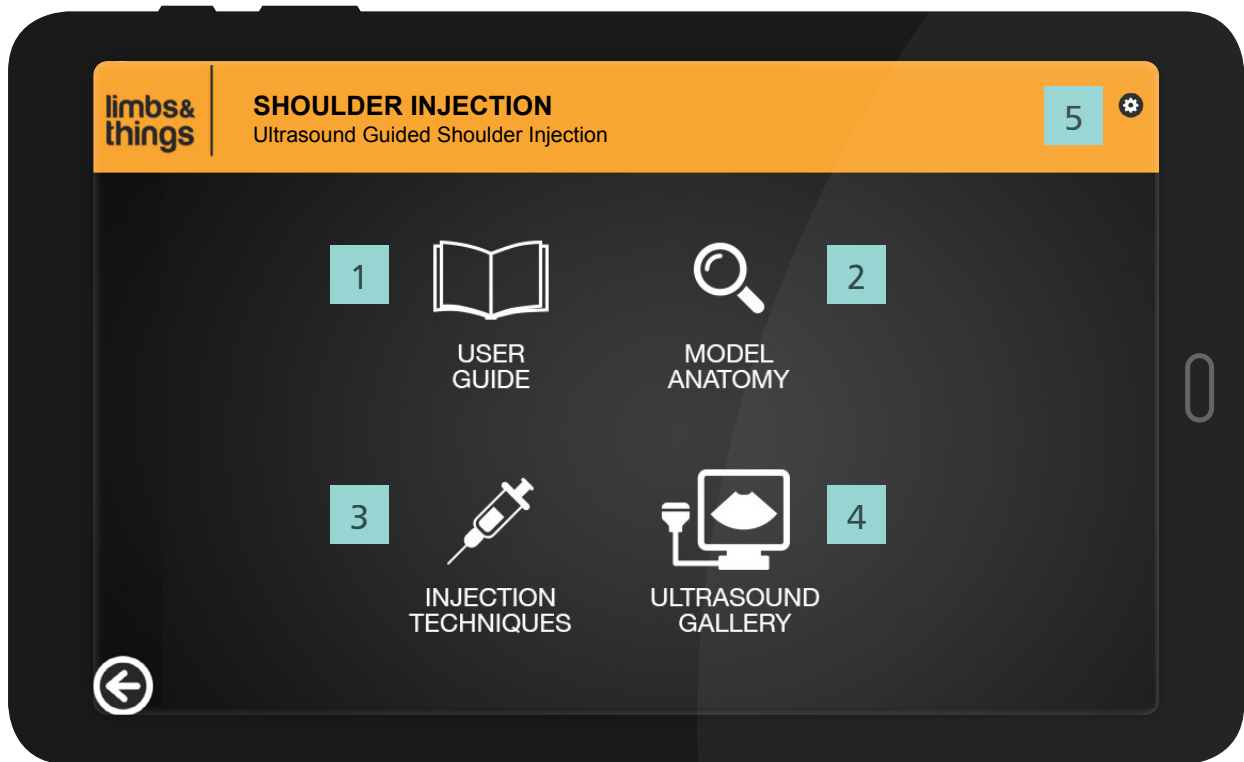 limbs&
things
SHOULDER INJECTION
Ultrasound Guided Shoulder Injection
5
1
2
USER
GUIDE
MODEL
ANATOMY
3
4
INJECTION
TECHNIQUES
ULTRASOUND
GALLERY